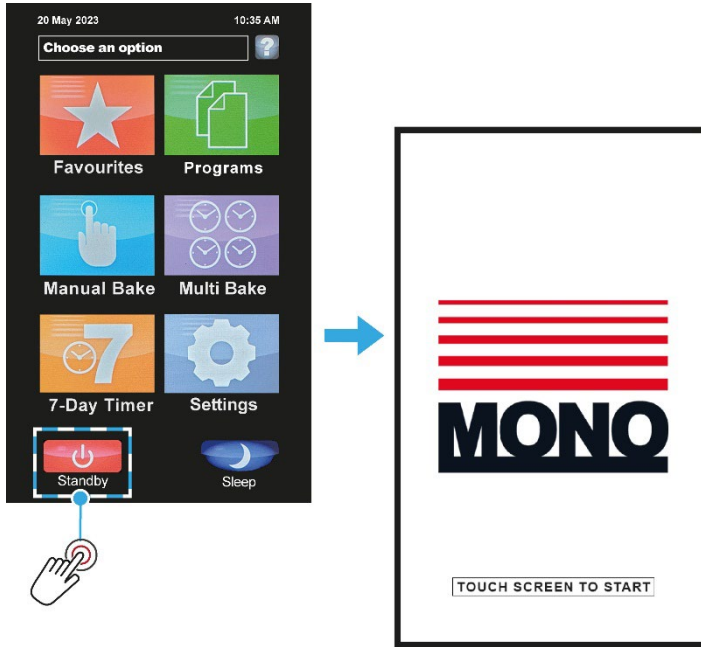 20 May 2023 10:35 AM
Choose an option ?
Favourites Programs
Manual Bake Multi Bake
7
7-Day Timer Settings
Standby Sleep
MONO
TOUCH SCREEN TO START